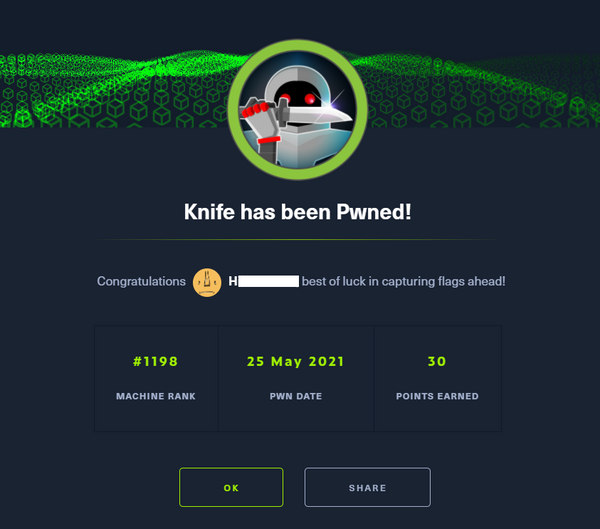 Knife has been Pwned!
Congratulations H best of luck in capturing flags ahead!
#1198 25 May 2021 30
MACHINE RANK PWN DATE POINTS EARNED
OK SHARE